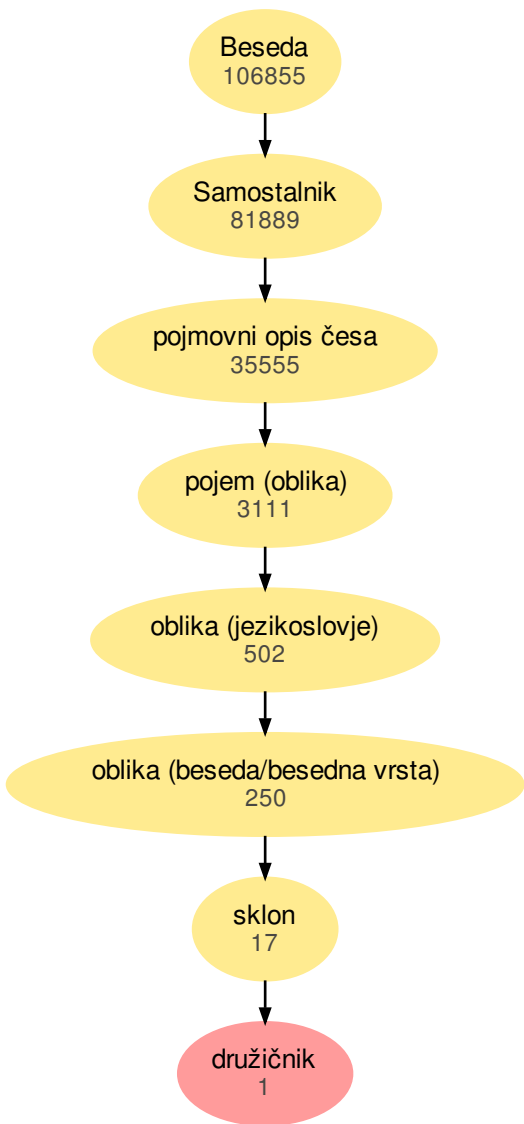 Beseda
106855
Samostalnik
81889
pojmovni opis česa
35555
pojem (oblika)
3111
oblika (jezikoslovje)
502
oblika (beseda/besedna vrsta)
250
sklon
17
družičnik
1